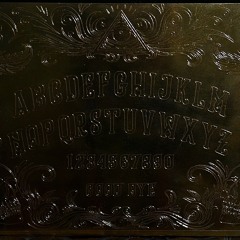 ABCDEFGHIJKLM
NOPQRSTUVWXYZ
1234567890
GOOD BYE